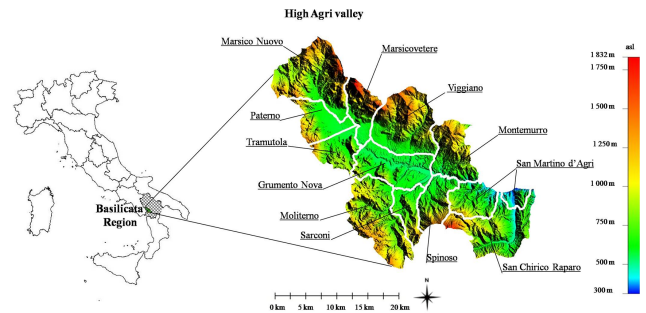 High Agri valley
Marsico Nuovo
Marsicovetere
Viggiano
Paterno
Tramutola
Montemurro
San Martino d'Agri
Grumento Nova
Basilicata
Region
Moliterno
Sarconi
Spinoso
San Chirico Raparo
N
0 km 5 km 10 km 15 km 20 km
asl
1 832 m
1 750 m
1 500 m
1 250 m
1 000 m
750 m
500 m
300 m